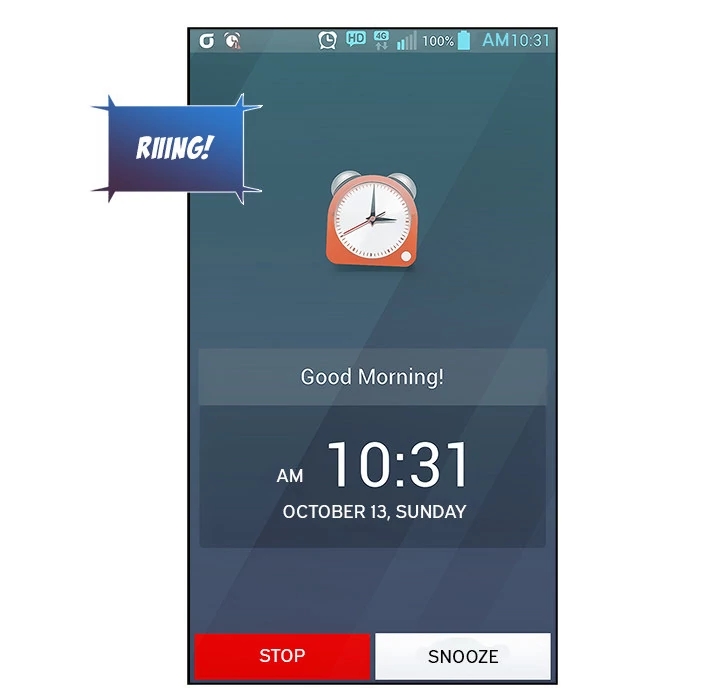 HD 4G 100% AM10:31
RIIING!
Good Morning!
AM 10:31
OCTOBER 13, SUNDAY
STOP SNOOZE